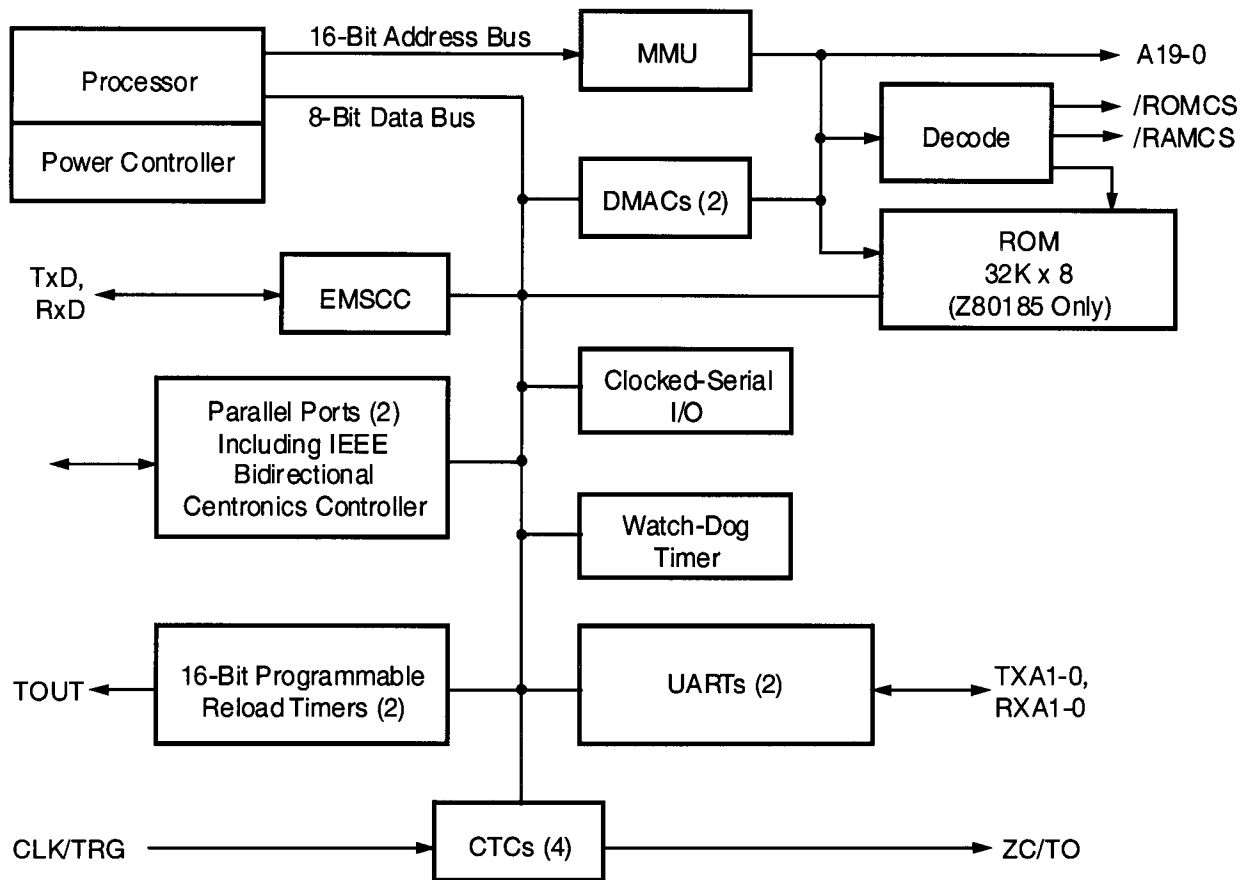 16-Bit Address Bus
MMU
A19-0
Processor
8-Bit Data Bus
/ROMCS
Decode
/RAMCS
Power Controller
DMACs (2)
ROM
32K x 8
(Z80185 Only)
TxD,
RxD
EMSCC
Clocked-Serial
I/O
Parallel Ports (2)
Including IEEE
Bidirectional
Centronics Controller
Watch-Dog
Timer
TOUT
16-Bit Programmable
Reload Timers (2)
UARTs (2)
TXA1-0,
RXA1-0
CLK/TRG
CTCs (4)
ZC/TO